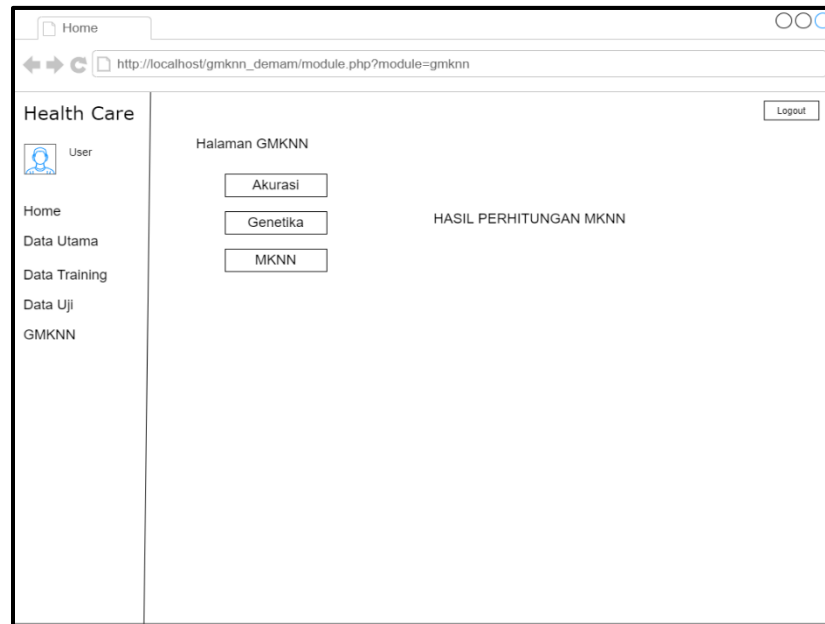 Home
http://localhost/gmknn_demam/module.php?module=gmknn
Health Care
Logout
User
Home
Data Utama
Data Training
Data Uji
GMKNN
Halaman GMKNN
Akurasi
Genetika
MKNN
HASIL PERHITUNGAN MKNN